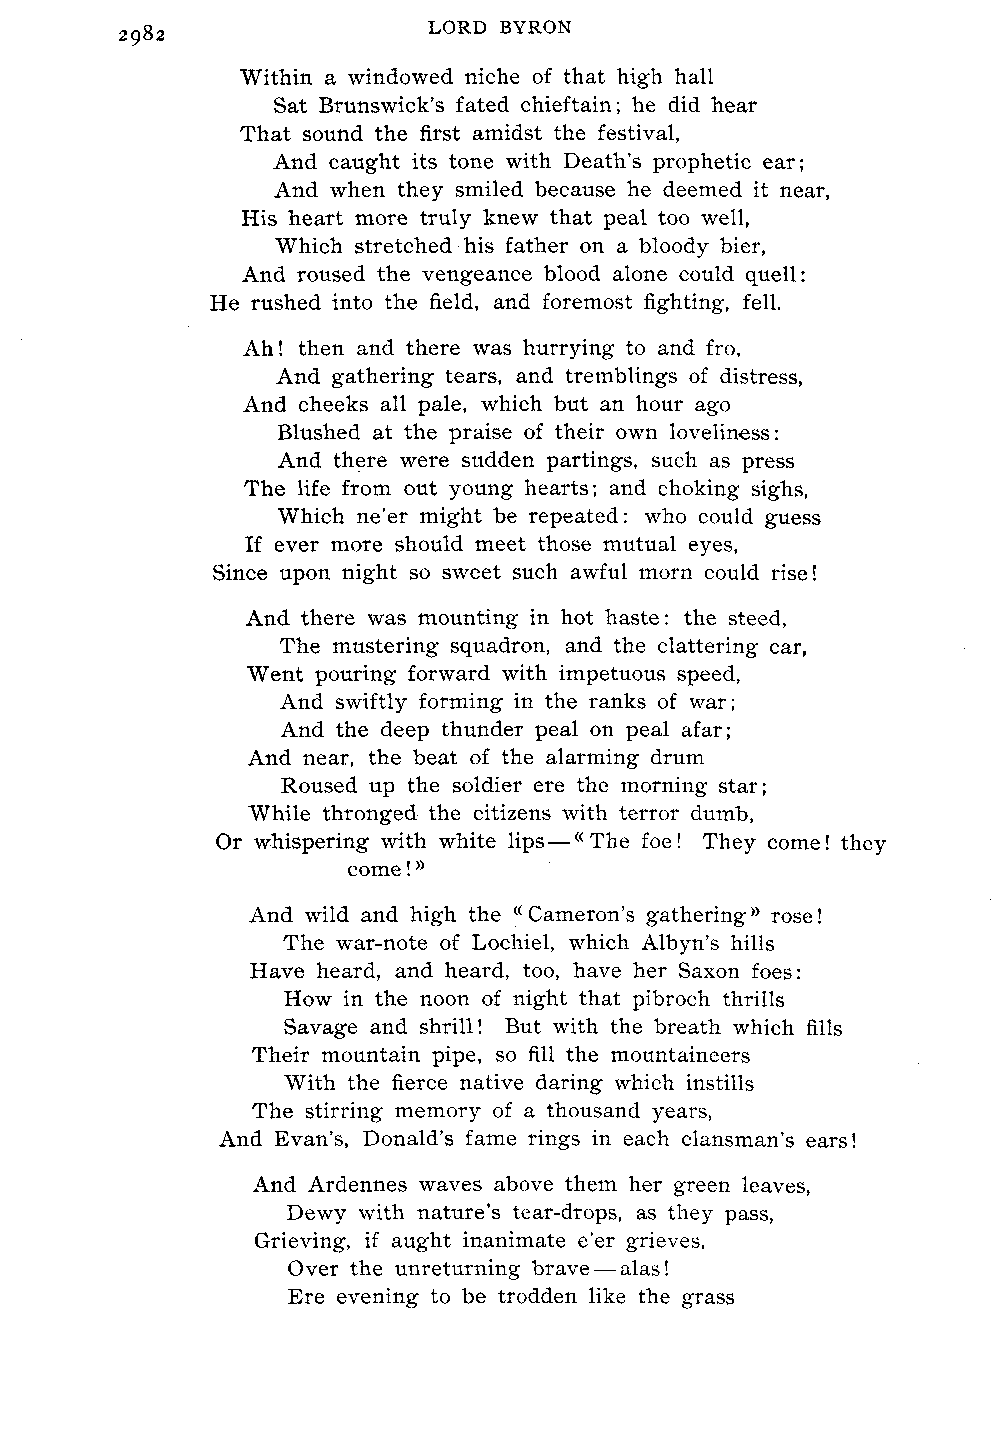 2982
LORD BYRON
Within a windowed niche of that high hall
Sat Brunswick's fated chieftain; he did hear
That sound the first amidst the festival,
And caught its tone with Death's prophetic ear;
And when they smiled because he deemed it near,
His heart more truly knew that peal too well,
Which stretched his father on a bloody bier,
And roused the vengeance blood alone could quell:
He rushed into the field, and foremost fighting, fell.
Ah! then and there was hurrying to and fro,
And gathering tears, and tremblings of distress,
And cheeks all pale, which but an hour ago
Blushed at the praise of their own loveliness:
And there were sudden partings, such as press
The life from out young hearts; and choking sighs,
Which ne'er might be repeated: who could guess
If ever more should meet those mutual eyes,
Since upon night so sweet such awful morn could rise!
And there was mounting in hot haste: the steed,
The mustering squadron, and the clattering car,
Went pouring forward with impetuous speed,
And swiftly forming in the ranks of war;
And the deep thunder peal on peal afar;
And near, the beat of the alarming drum
Roused up the soldier ere the morning star;
While thronged the citizens with terror dumb,
Or whispering with white lips—“The foe! They come! they
come!”
And wild and high the “Cameron's gathering” rose!
The war-note of Lochiel, which Albyn's hills
Have heard, and heard, too, have her Saxon foes:
How in the noon of night that pibroch thrills
Savage and shrill! But with the breath which fills
Their mountain pipe, so fill the mountaineers
With the fierce native daring which instills
The stirring memory of a thousand years,
And Evan's, Donald's fame rings in each clansman's ears!
And Ardennes waves above them her green leaves,
Dewy with nature's tear-drops, as they pass,
Grieving, if aught inanimate e'er grieves,
Over the unreturning brave—alas!
Ere evening to be trodden like the grass